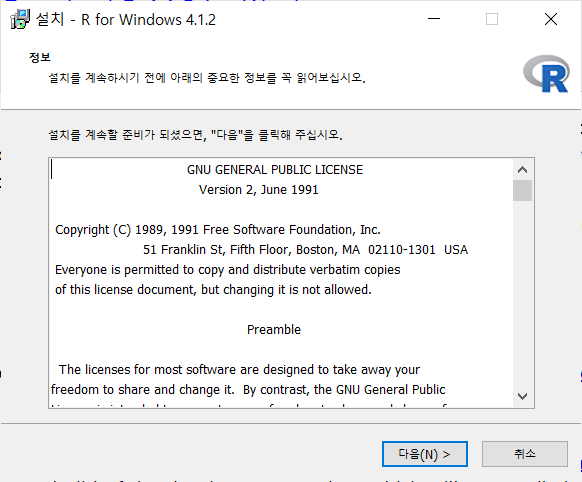 설치 - R for Windows 4.1.2
정보
설치를 계속하시기 전에 아래의 중요한 정보를 꼭 읽어보십시오.
R
설치를 계속할 준비가 되셨으면, "다음"을 클릭해 주십시오.
GNU GENERAL PUBLIC LICENSE
Version 2, June 1991
Copyright (C) 1989, 1991 Free Software Foundation, Inc.
51 Franklin St, Fifth Floor, Boston, MA  02110-1301  USA
Everyone is permitted to copy and distribute verbatim copies
of this license document, but changing it is not allowed.
Preamble
The licenses for most software are designed to take away your
freedom to share and change it.  By contrast, the GNU General Public
다음(N) >
취소